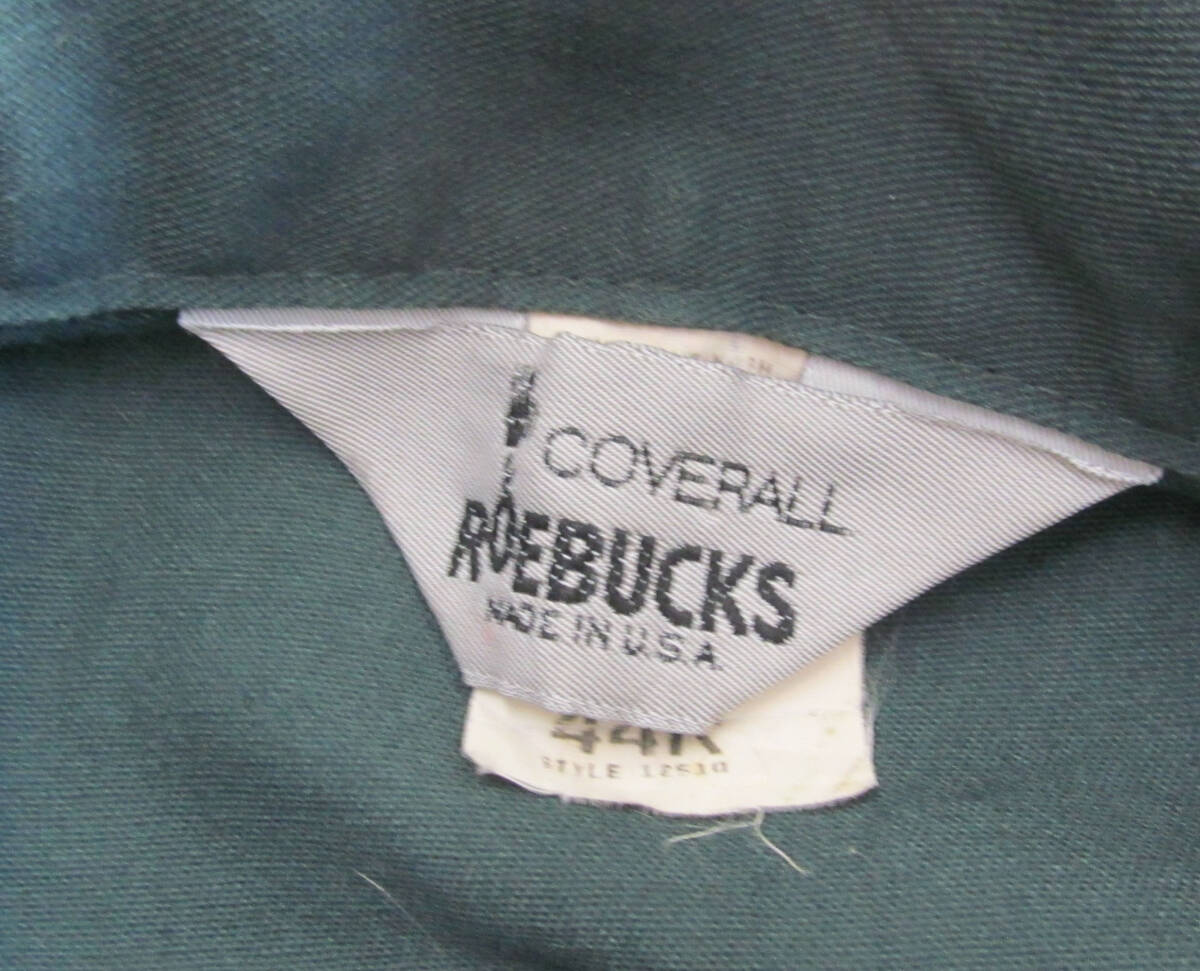 COVERALL
ROEBUCKS
MADE IN U.S.A.
44R
STYLE 12510